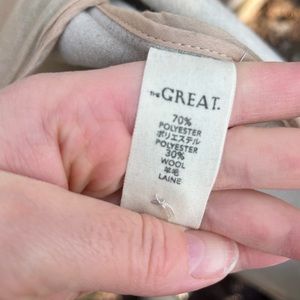 THE GREAT.
70%
POLYESTER
ポリエステル
POLYESTER
30%
WOOL
羊毛
LAINE